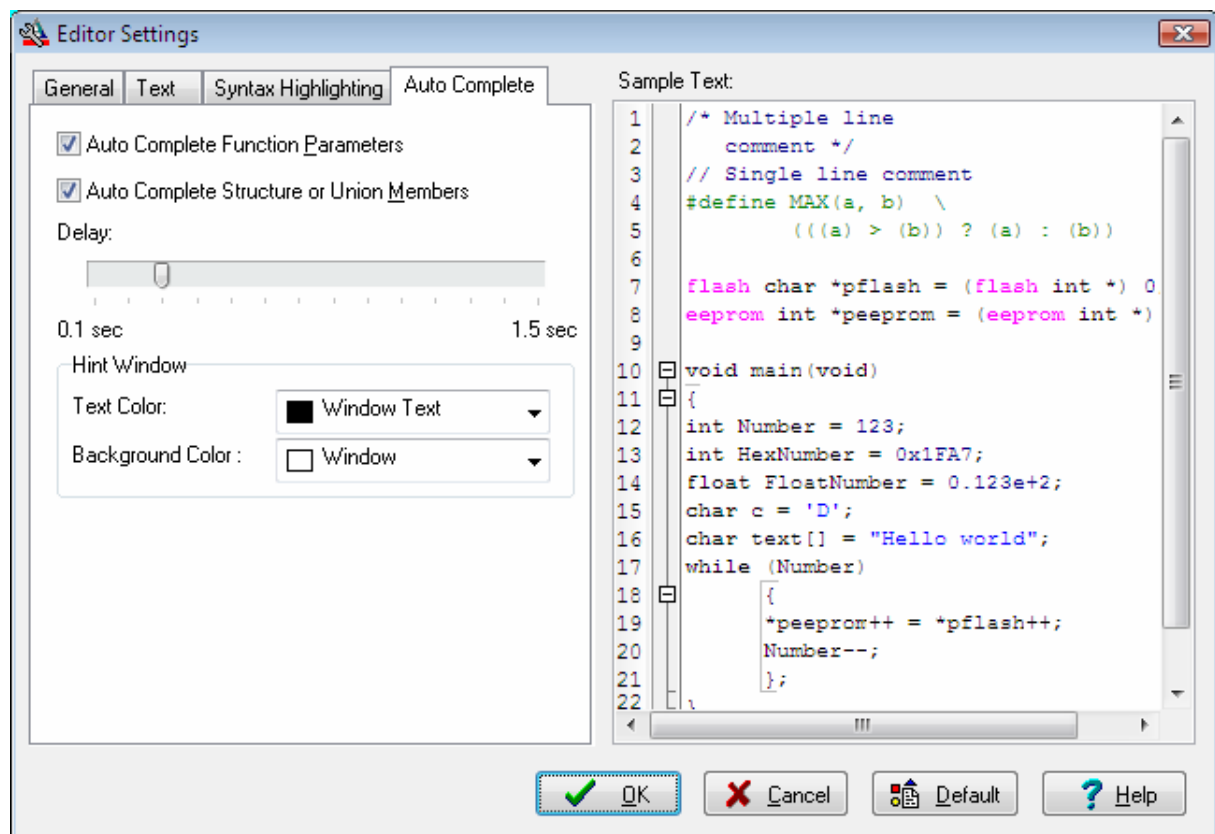 Editor Settings
General Text Syntax Highlighting Auto Complete
Auto Complete Function Parameters
Auto Complete Structure or Union Members
Delay:
0.1 sec 1.5 sec
Hint Window
Text Color: Window Text
Background Color : Window
Sample Text:
1 /* Multiple line
2 comment */
3 // Single line comment
4 #define MAX(a, b) \
5 (((a) > (b)) ? (a) : (b))
6
7 flash char *pflash = (flash int *) 0
8 eeprom int *peeprom = (eeprom int *)
9
10 void main(void)
11 {
12 int Number = 123;
13 int HexNumber = 0x1FA7;
14 float FloatNumber = 0.123e+2;
15 char c = 'D';
16 char text[] = "Hello world";
17 while (Number)
18 {
19 *peeprom++ = *pflash++;
20 Number--;
21 };
22 }
OK Cancel Default Help